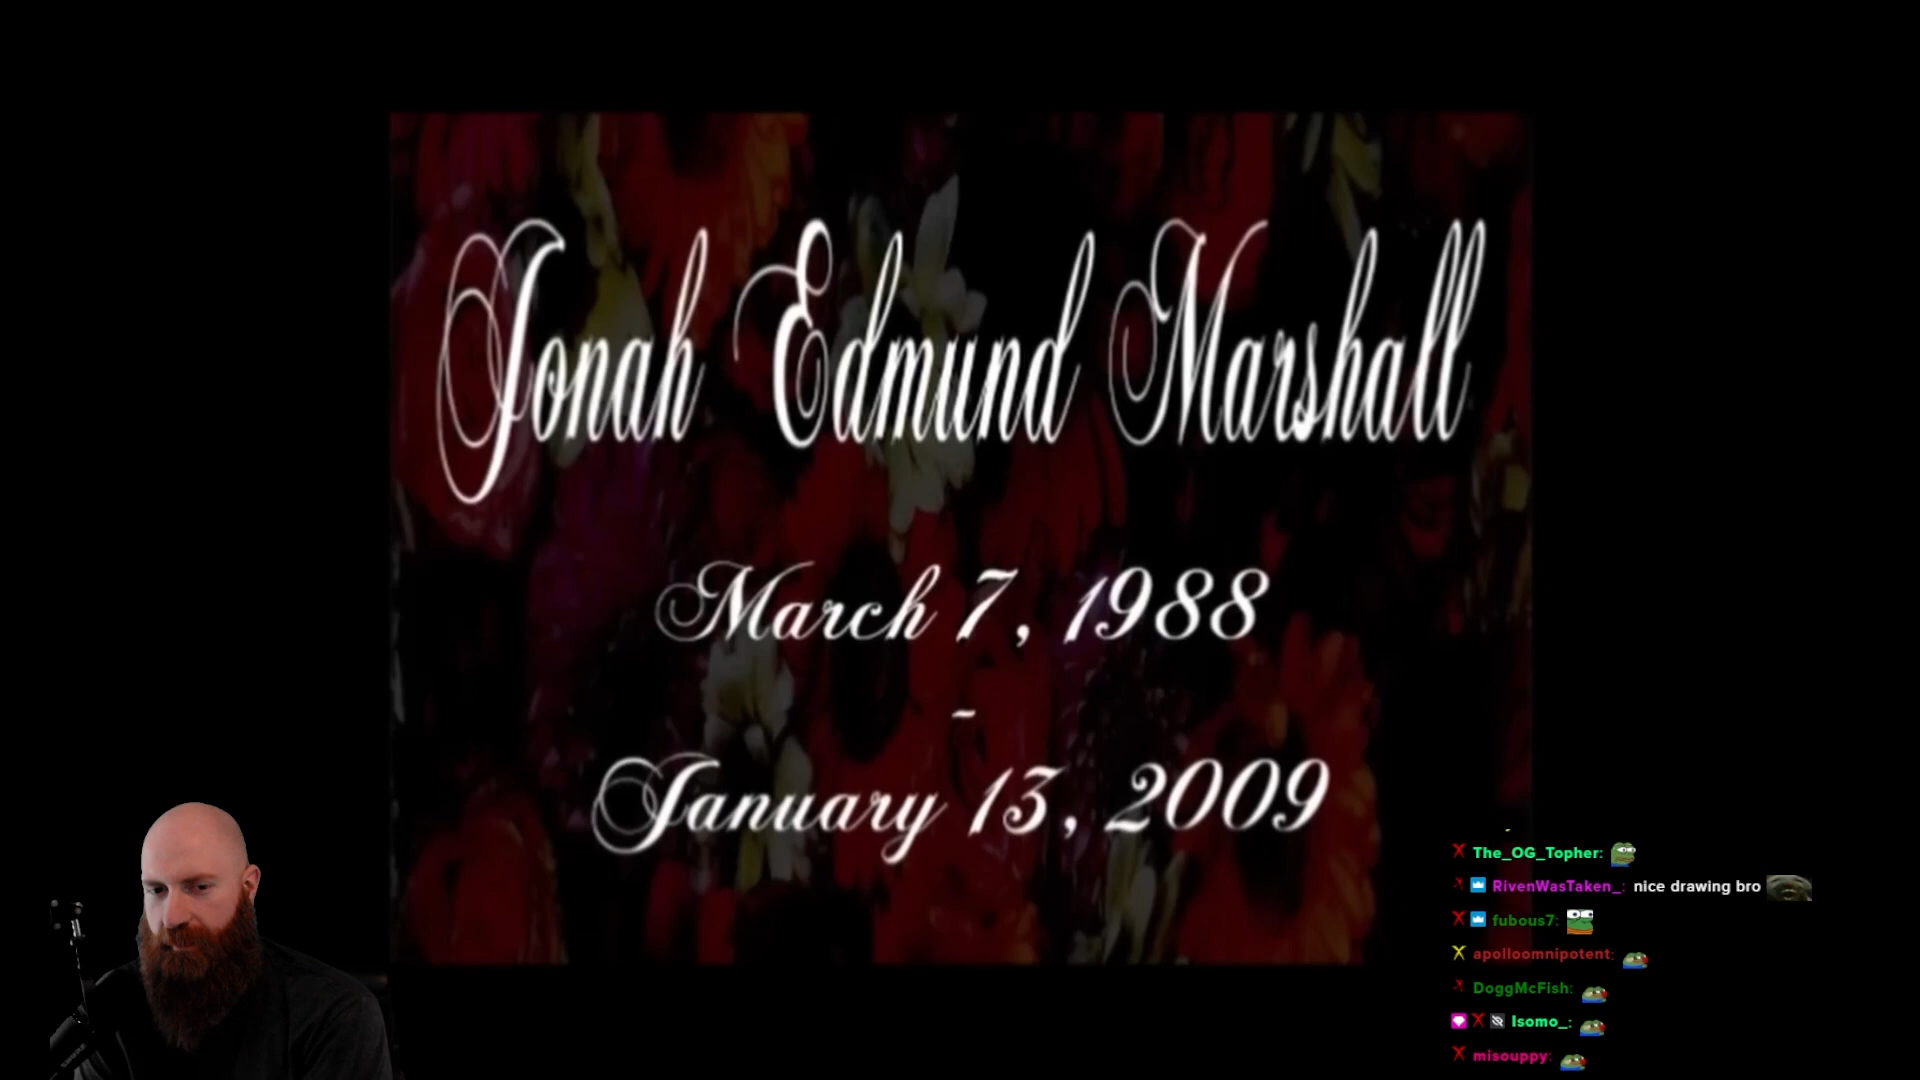 Jonah Edmund Marshall
March 7, 1988
-
January 13, 2009
The_OG_Topher:
RivenWasTaken_: nice drawing bro
fubous7:
apolloomnipotent:
DoggMcFish:
Isomo_:
misouppy: